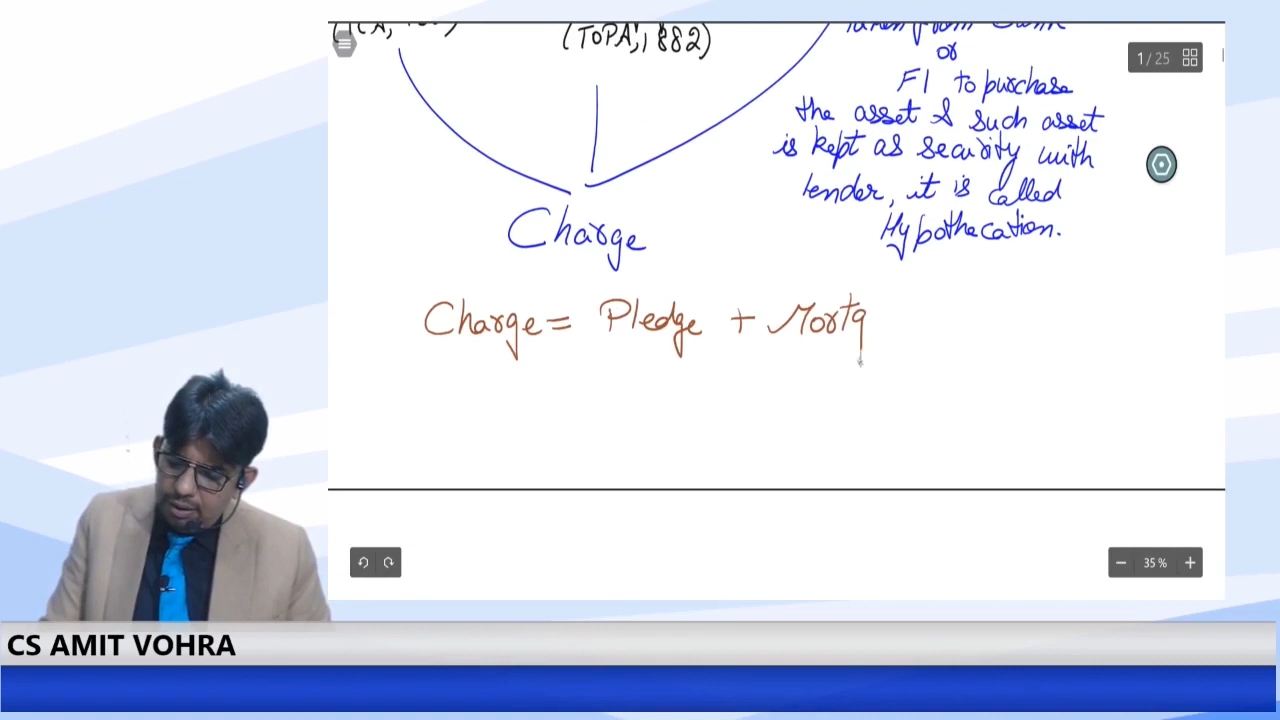 (ToPA, 1882)
or
FI to purchase
the asset & such asset
is kept as security with
lender, it is called
Hypothecation.
Charge
Charge = Pledge + Mortg
1 / 25
35 %
CS AMIT VOHRA